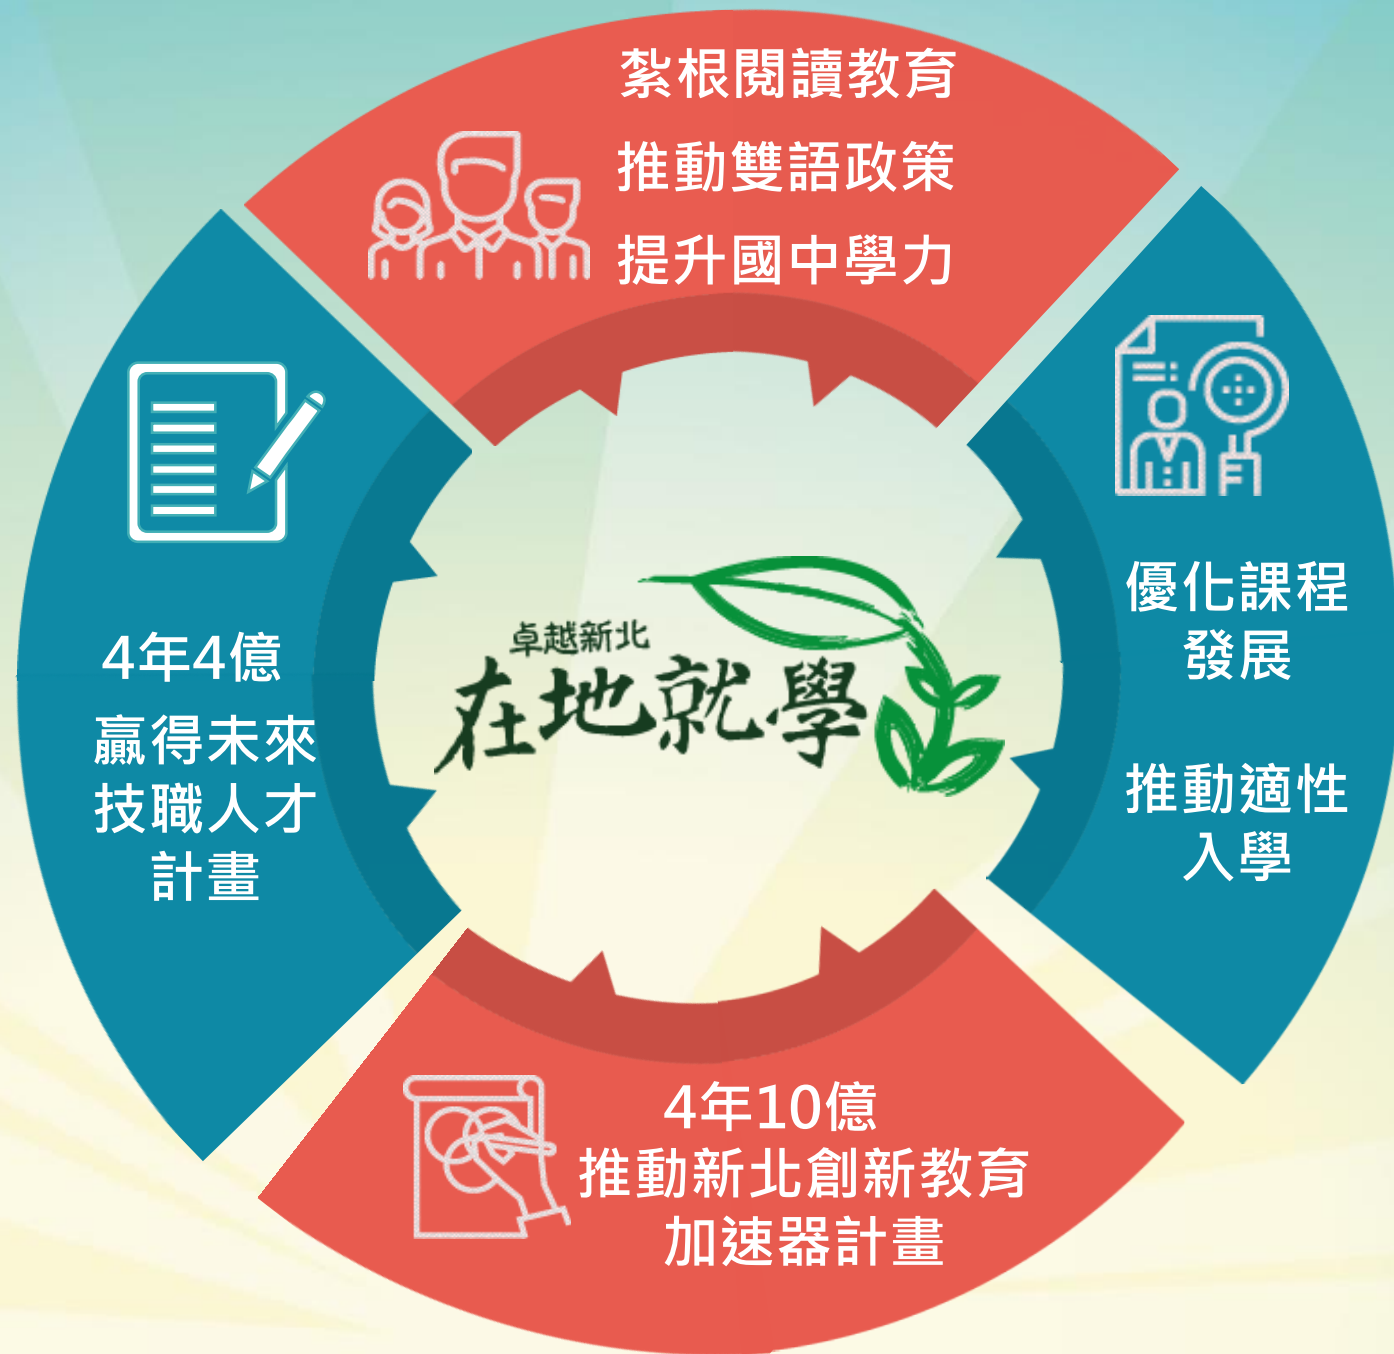 紮根閱讀教育
推動雙語政策
提升國中學力
優化課程
發展
推動適性
入學
4年4億
贏得未來
技職人才
計畫
卓越新北
在地就學
4年10億
推動新北創新教育
加速器計畫